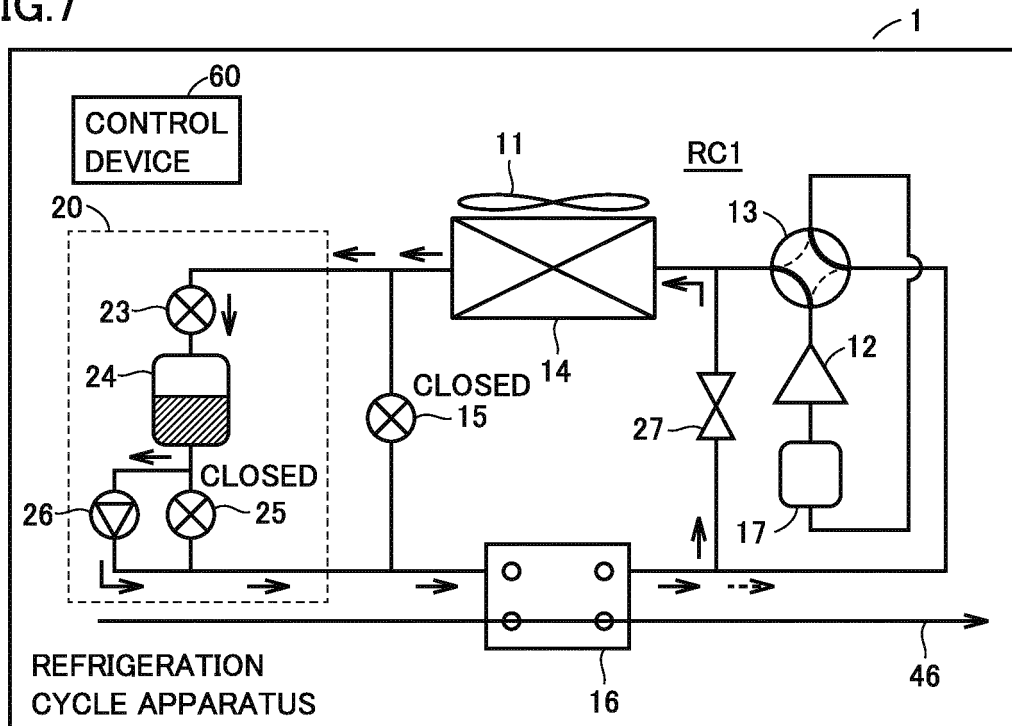 IG.7
1
60
CONTROL
DEVICE
11
RC1
20
13
23
14
12
24
CLOSED
15
27
CLOSED
26
25
17
16
46
REFRIGERATION
CYCLE APPARATUS